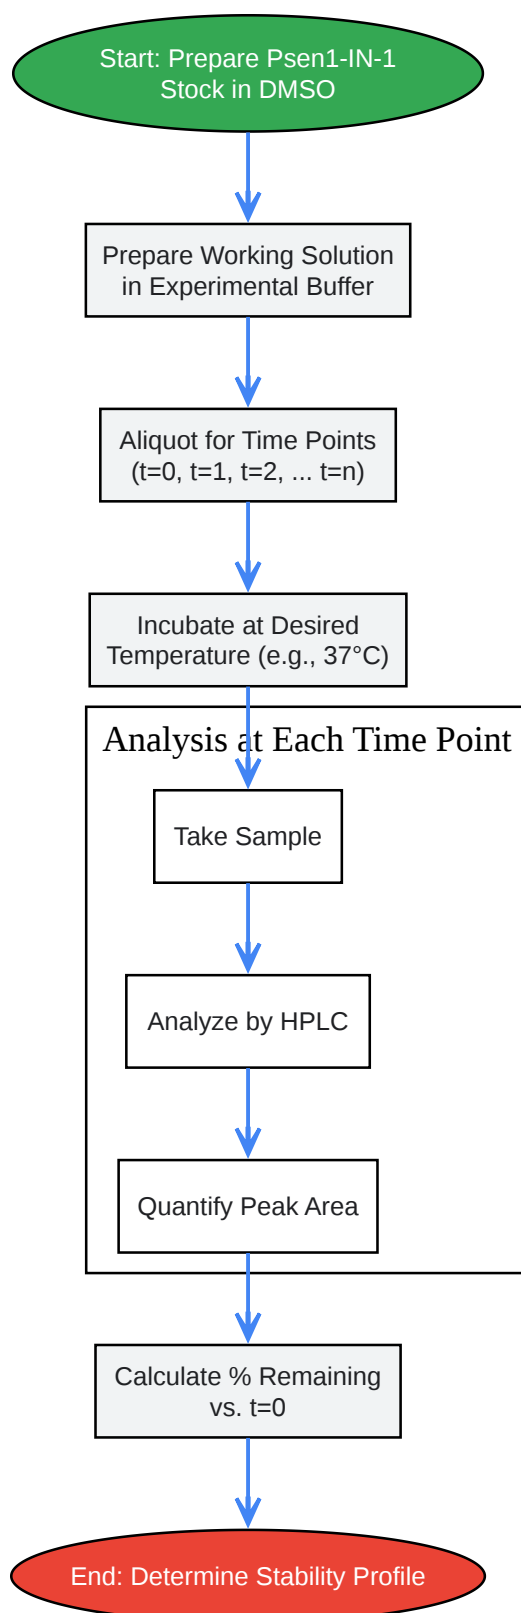 Start: Prepare Psen1-IN-1
Stock in DMSO
Prepare Working Solution
in Experimental Buffer
Aliquot for Time Points
(t=0, t=1, t=2, ... t=n)
Incubate at Desired
Temperature (e.g., 37°C)
Analysis at Each Time Point
Take Sample
Analyze by HPLC
Quantify Peak Area
Calculate % Remaining
vs. t=0
End: Determine Stability Profile